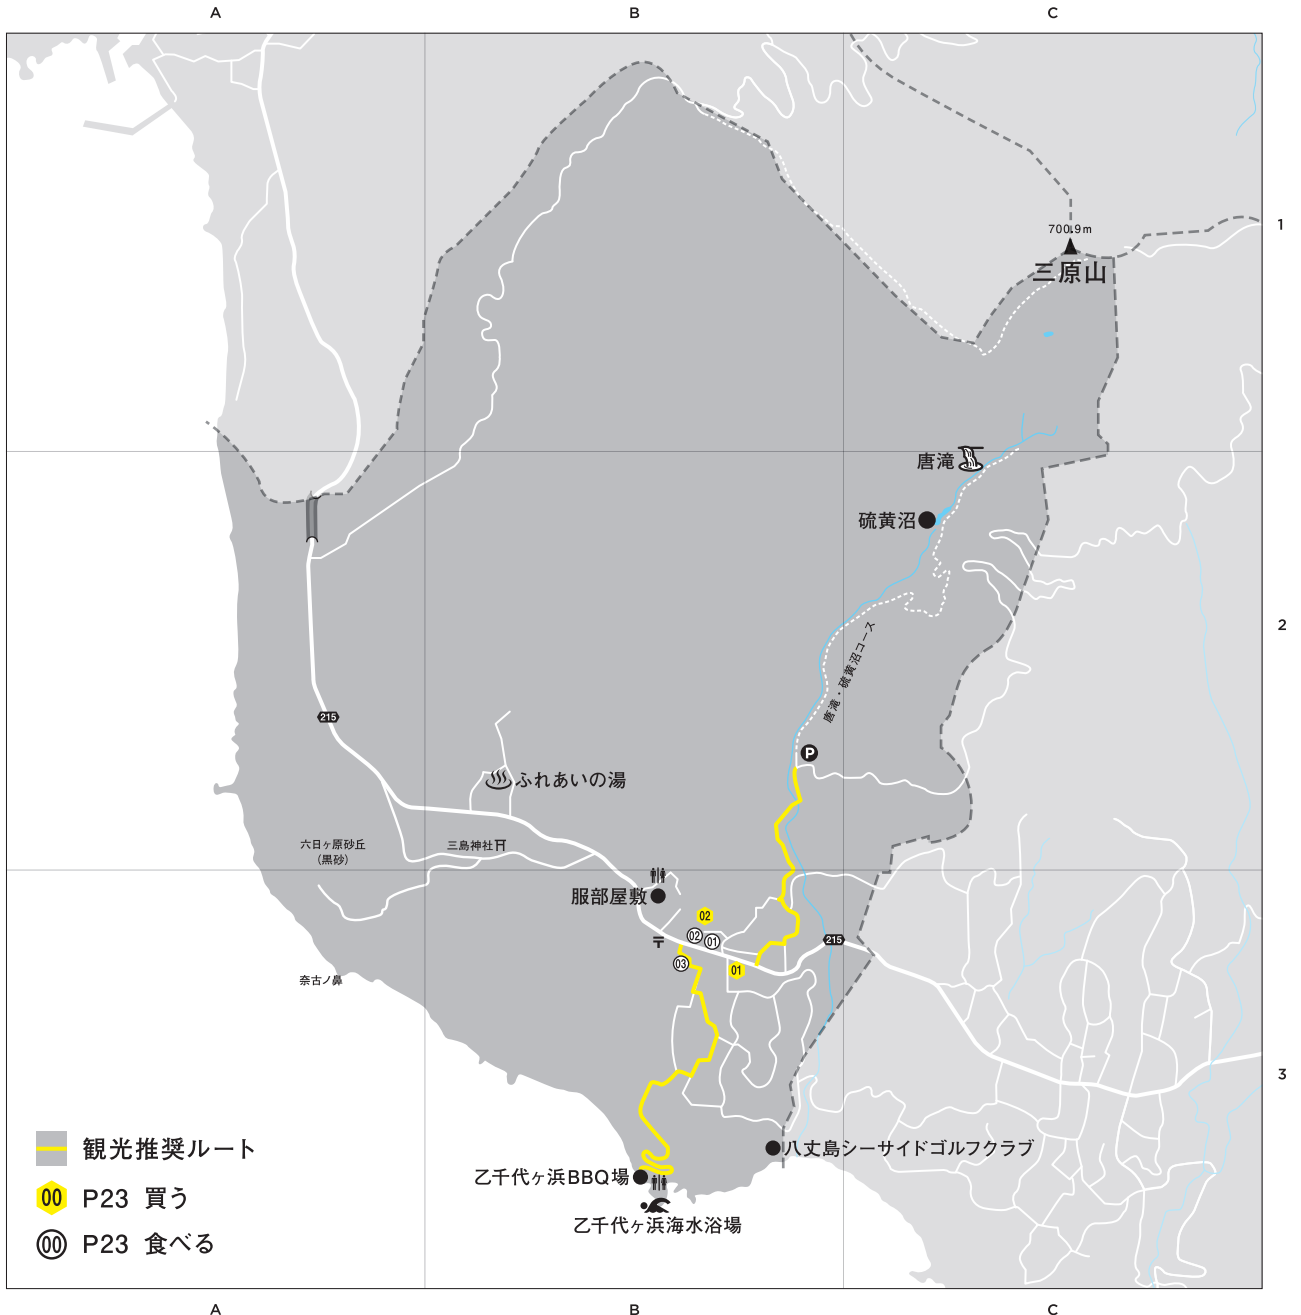 A
B
C
1
700.9m
三原山
唐滝
硫黄沼
2
唐滝・硫黄沼コース
215
P
ふれあいの湯
六日ヶ原砂丘
(黒砂)
三島神社
服部屋敷
02
02
01
215
〒
03
01
奈古ノ鼻
3
八丈島シーサイドゴルフクラブ
乙千代ヶ浜BBQ場
乙千代ヶ浜海水浴場
観光推奨ルート
00 P23 買う
00 P23 食べる
A
B
C